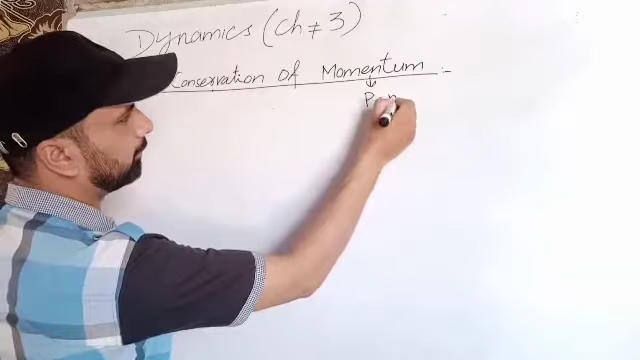 Dynamics (ch ≠ 3)
Conservation of Momentum :-
P